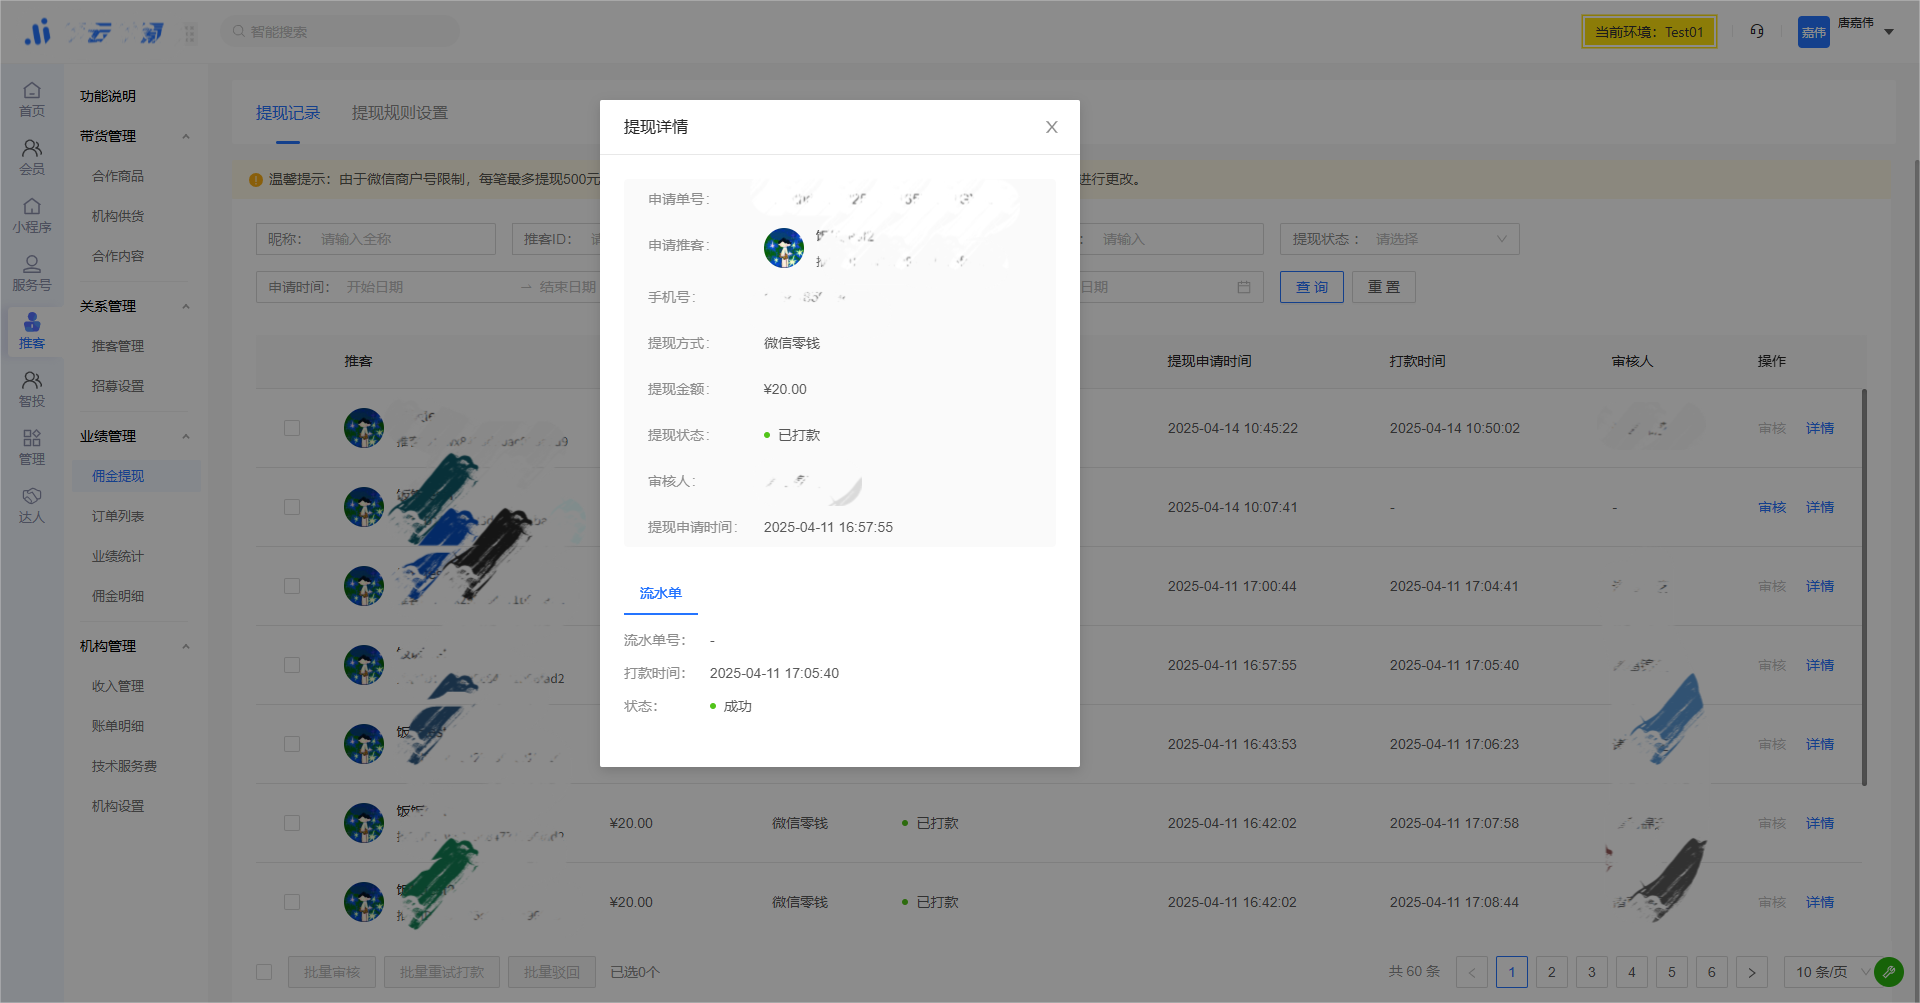 智能搜索
当前环境：Test01
嘉伟
唐嘉伟
首页
会员
小程序
服务号
推客
智投
管理
达人
功能说明
带货管理
合作商品
机构供货
合作内容
关系管理
推客管理
招募设置
业绩管理
佣金提现
订单列表
业绩统计
佣金明细
机构管理
收入管理
账单明细
技术服务费
机构设置
提现记录 提现规则设置
温馨提示：由于微信商户号限制，每笔最多提现500元
进行更改。
昵称： 请输入全称
推客ID： 请
请输入
提现状态： 请选择
申请时间： 开始日期 → 结束日期
日期
查 询 重 置
推客 提现申请时间 打款时间 审核人 操作
2025-04-14 10:45:22 2025-04-14 10:50:02 审核 详情
2025-04-14 10:07:41 - - 审核 详情
2025-04-11 17:00:44 2025-04-11 17:04:41 审核 详情
2025-04-11 16:57:55 2025-04-11 17:05:40 审核 详情
2025-04-11 16:43:53 2025-04-11 17:06:23 审核 详情
¥20.00 微信零钱 已打款 2025-04-11 16:42:02 2025-04-11 17:07:58 审核 详情
¥20.00 微信零钱 已打款 2025-04-11 16:42:02 2025-04-11 17:08:44 审核 详情
批量审核 批量重试打款 批量驳回 已选0个
共 60 条 < 1 2 3 4 5 6 > 10 条/页
提现详情
申请单号：
申请推客：
手机号：
提现方式： 微信零钱
提现金额： ¥20.00
提现状态： 已打款
审核人：
提现申请时间： 2025-04-11 16:57:55
流水单
流水单号： -
打款时间： 2025-04-11 17:05:40
状态： 成功